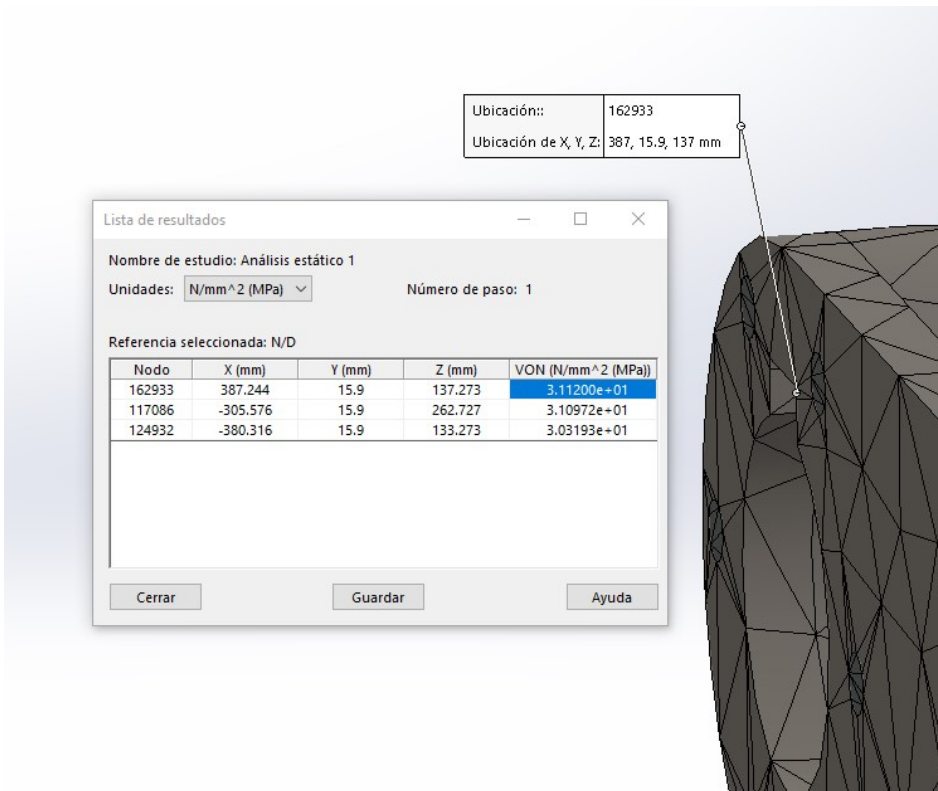 Ubicación:: 162933
Ubicación de X, Y, Z: 387, 15.9, 137 mm
Lista de resultados
Nombre de estudio: Análisis estático 1
Unidades: N/mm^2 (MPa) Número de paso: 1
Referencia seleccionada: N/D
Nodo X (mm) Y (mm) Z (mm) VON (N/mm^2 (MPa))
162933 387.244 15.9 137.273 3.11200e+01
117086 -305.576 15.9 262.727 3.10972e+01
124932 -380.316 15.9 133.273 3.03193e+01
Cerrar Guardar Ayuda